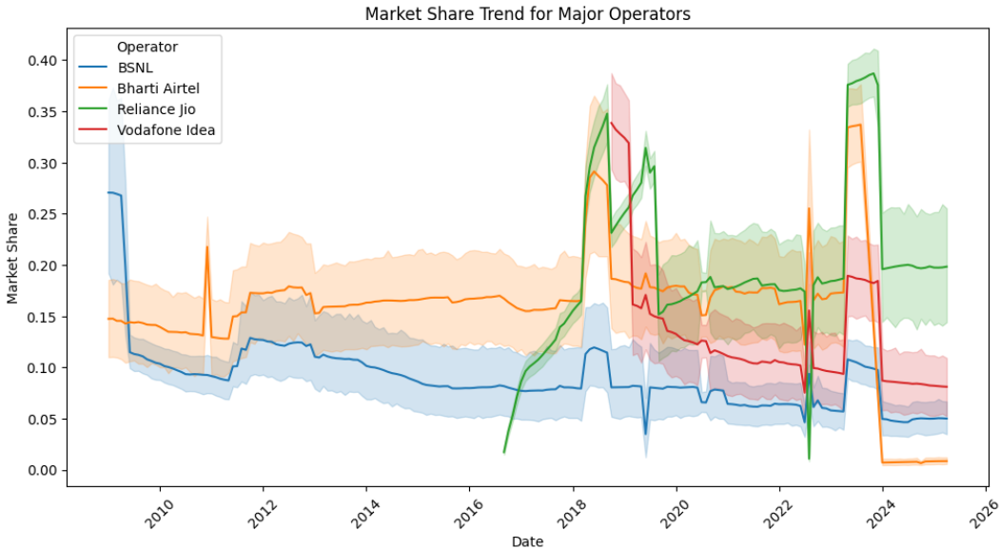 Market Share Trend for Major Operators
Operator
BSNL
Bharti Airtel
Reliance Jio
Vodafone Idea
Market Share
0.40
0.35
0.30
0.25
0.20
0.15
0.10
0.05
0.00
2010
2012
2014
2016
2018
2020
2022
2024
2026
Date